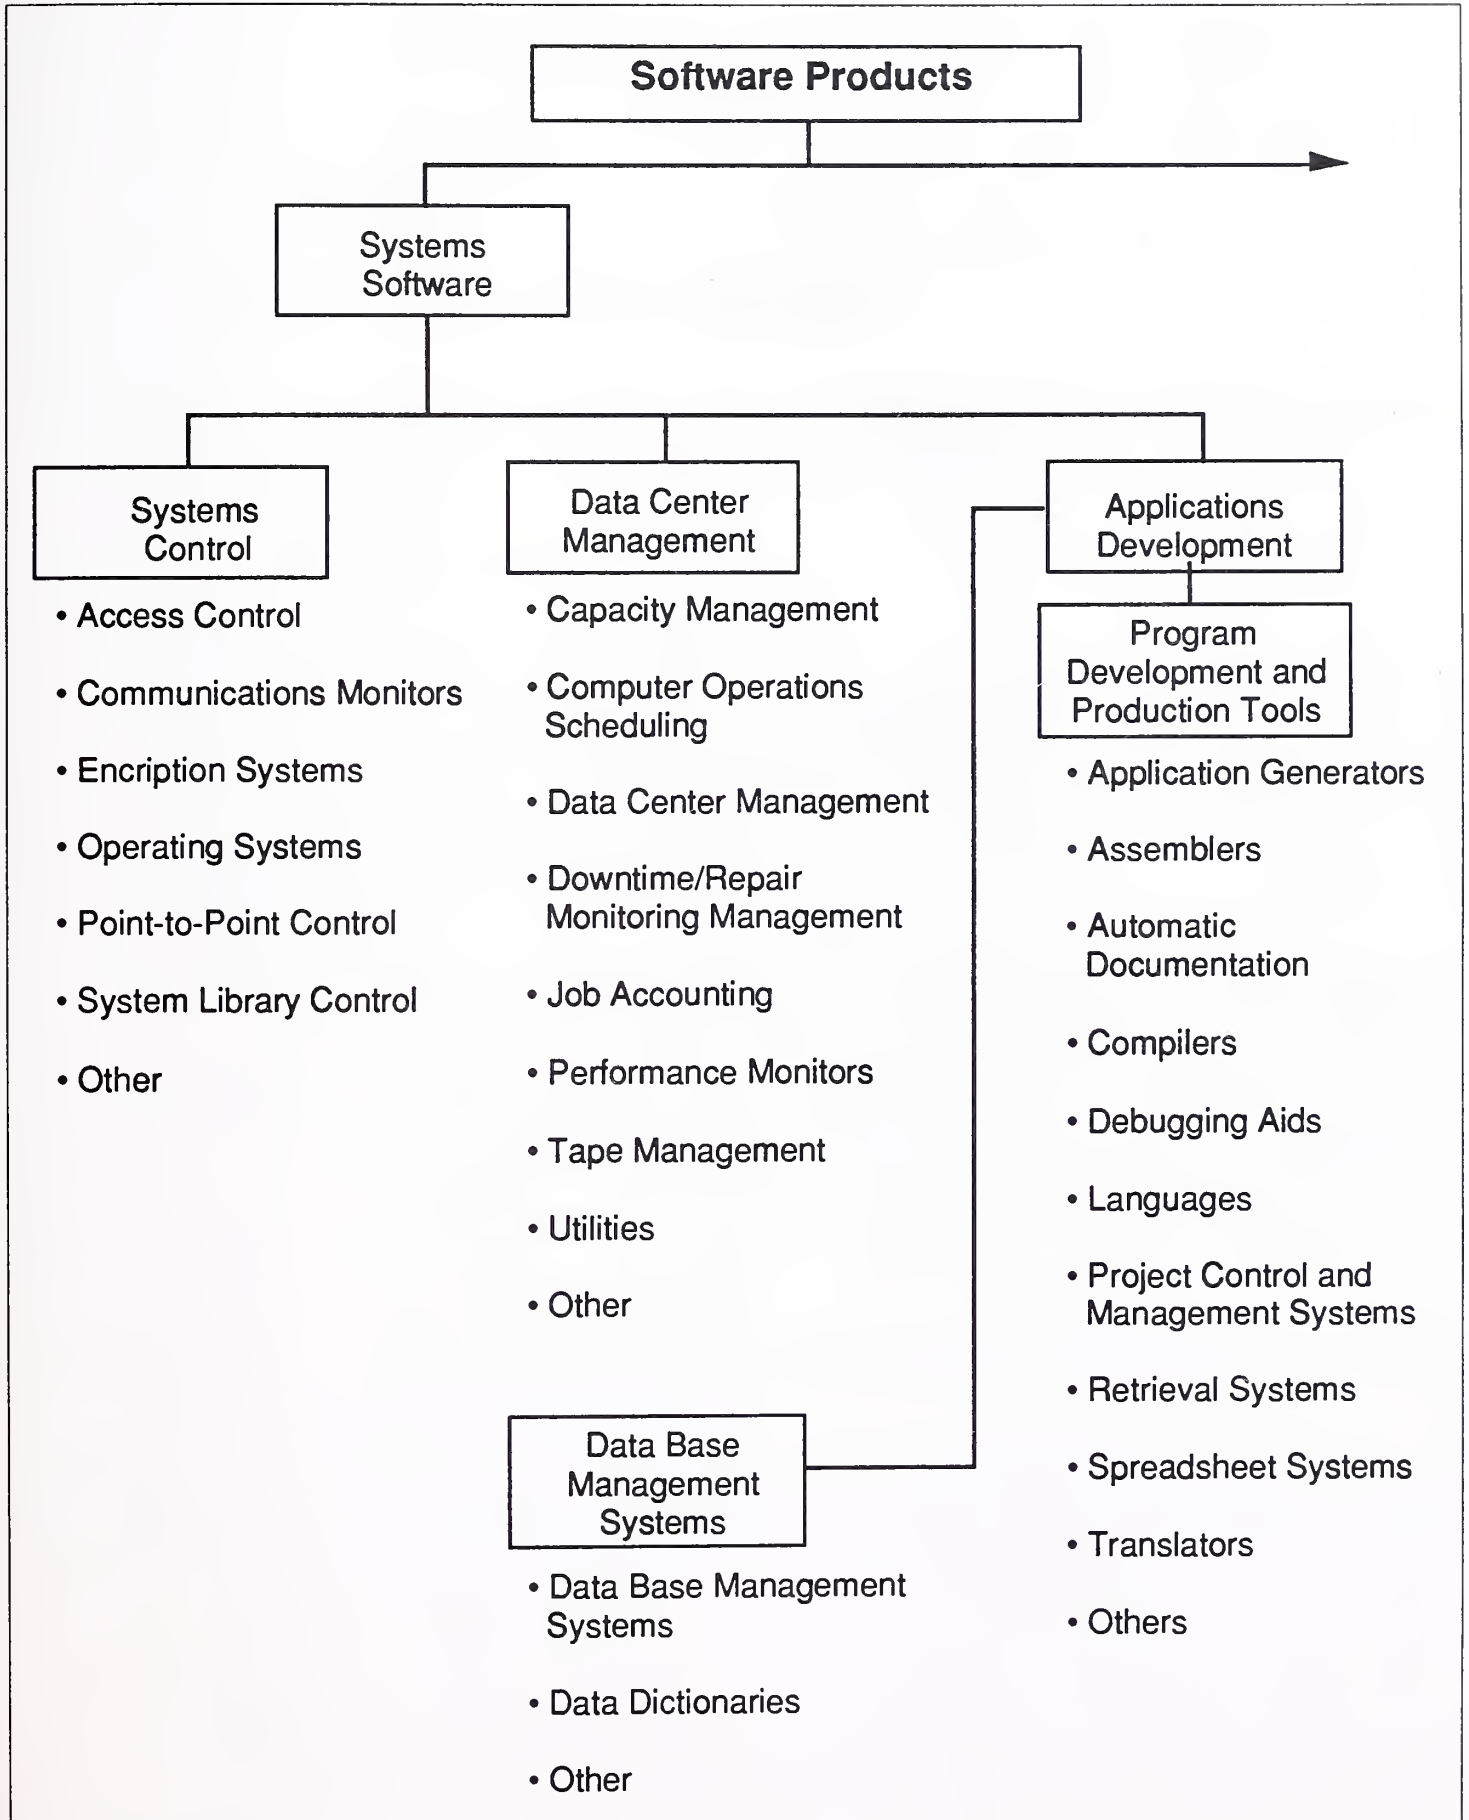 Software Products
Systems
Software
Systems
Control
• Access Control
• Communications Monitors
• Encription Systems
• Operating Systems
• Point-to-Point Control
• System Library Control
• Other
Data Center
Management
• Capacity Management
• Computer Operations
Scheduling
• Data Center Management
• Downtime/Repair
Monitoring Management
• Job Accounting
• Performance Monitors
• Tape Management
• Utilities
• Other
Data Base
Management
Systems
• Data Base Management
Systems
• Data Dictionaries
• Other
Applications
Development
Program
Development and
Production Tools
• Application Generators
• Assemblers
• Automatic
Documentation
• Compilers
• Debugging Aids
• Languages
• Project Control and
Management Systems
• Retrieval Systems
• Spreadsheet Systems
• Translators
• Others